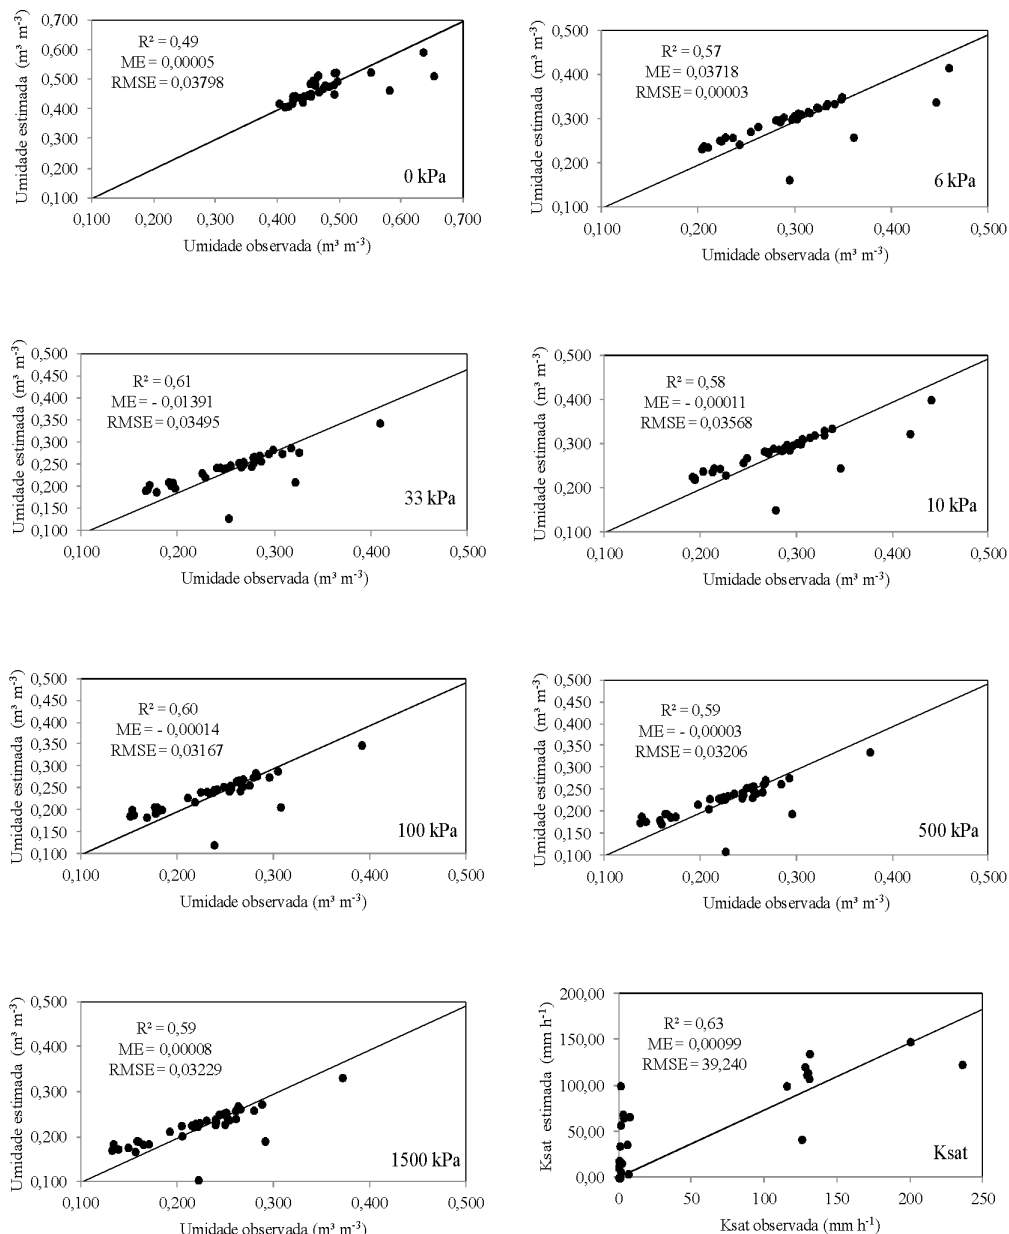 0,700
0,600
0,500
0,400
0,300
0,200
0,100
Umidade estimada (m³ m⁻³)
R² = 0,49
ME = 0,00005
RMSE = 0,03798
0 kPa
0,100 0,200 0,300 0,400 0,500 0,600 0,700
Umidade observada (m³ m⁻³)
0,500
0,400
0,300
0,200
0,100
Umidade estimada (m³ m⁻³)
R² = 0,57
ME = 0,03718
RMSE = 0,00003
6 kPa
0,100 0,200 0,300 0,400 0,500
Umidade observada (m³ m⁻³)
0,500
0,450
0,400
0,350
0,300
0,250
0,200
0,150
0,100
Umidade estimada (m³ m⁻³)
R² = 0,61
ME = - 0,01391
RMSE = 0,03495
33 kPa
0,100 0,200 0,300 0,400 0,500
Umidade observada (m³ m⁻³)
0,500
0,400
0,300
0,200
0,100
Umidade estimada (m³ m⁻³)
R² = 0,58
ME = - 0,00011
RMSE = 0,03568
10 kPa
0,100 0,200 0,300 0,400 0,500
Umidade observada (m³ m⁻³)
0,500
0,450
0,400
0,350
0,300
0,250
0,200
0,150
0,100
Umidade estimada (m³ m⁻³)
R² = 0,60
ME = - 0,00014
RMSE = 0,03167
100 kPa
0,100 0,200 0,300 0,400 0,500
Umidade observada (m³ m⁻³)
0,500
0,450
0,400
0,350
0,300
0,250
0,200
0,150
0,100
Umidade estimada (m³ m⁻³)
R² = 0,59
ME = - 0,00003
RMSE = 0,03206
500 kPa
0,100 0,200 0,300 0,400 0,500
Umidade observada (m³ m⁻³)
0,500
0,400
0,300
0,200
0,100
Umidade estimada (m³ m⁻³)
R² = 0,59
ME = 0,00008
RMSE = 0,03229
1500 kPa
0,100 0,200 0,300 0,400 0,500
Umidade observada (m³ m⁻³)
200,00
150,00
100,00
50,00
0,00
Ksat estimada (mm h⁻¹)
R² = 0,63
ME = 0,00099
RMSE = 39,240
Ksat
0 50 100 150 200 250
Ksat observada (mm h⁻¹)